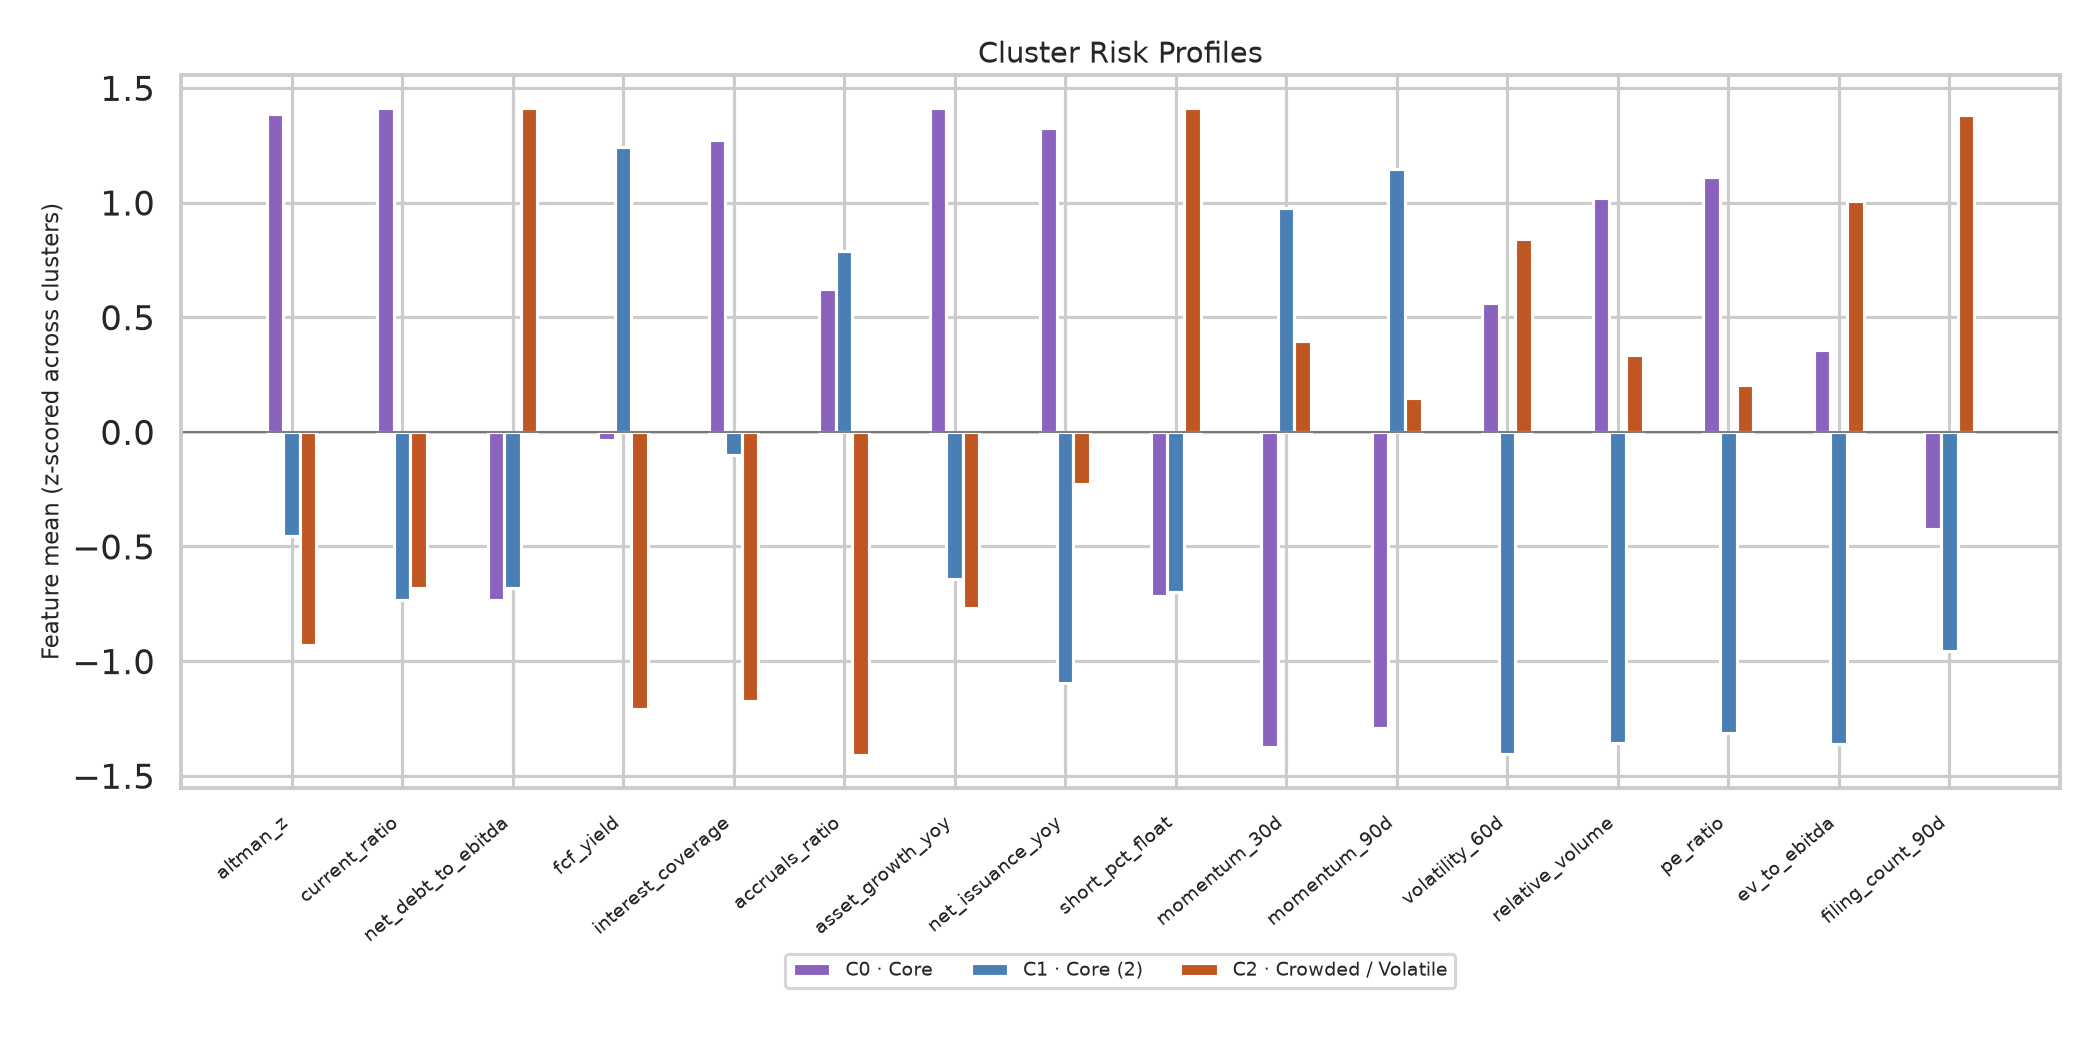 Cluster Risk Profiles
Feature mean (z-scored across clusters)
1.5
1.0
0.5
0.0
−0.5
−1.0
−1.5
altman_z
current_ratio
net_debt_to_ebitda
fcf_yield
interest_coverage
accruals_ratio
asset_growth_yoy
net_issuance_yoy
short_pct_float
momentum_30d
momentum_90d
volatility_60d
relative_volume
pe_ratio
ev_to_ebitda
filing_count_90d
C0 · Core
C1 · Core (2)
C2 · Crowded / Volatile